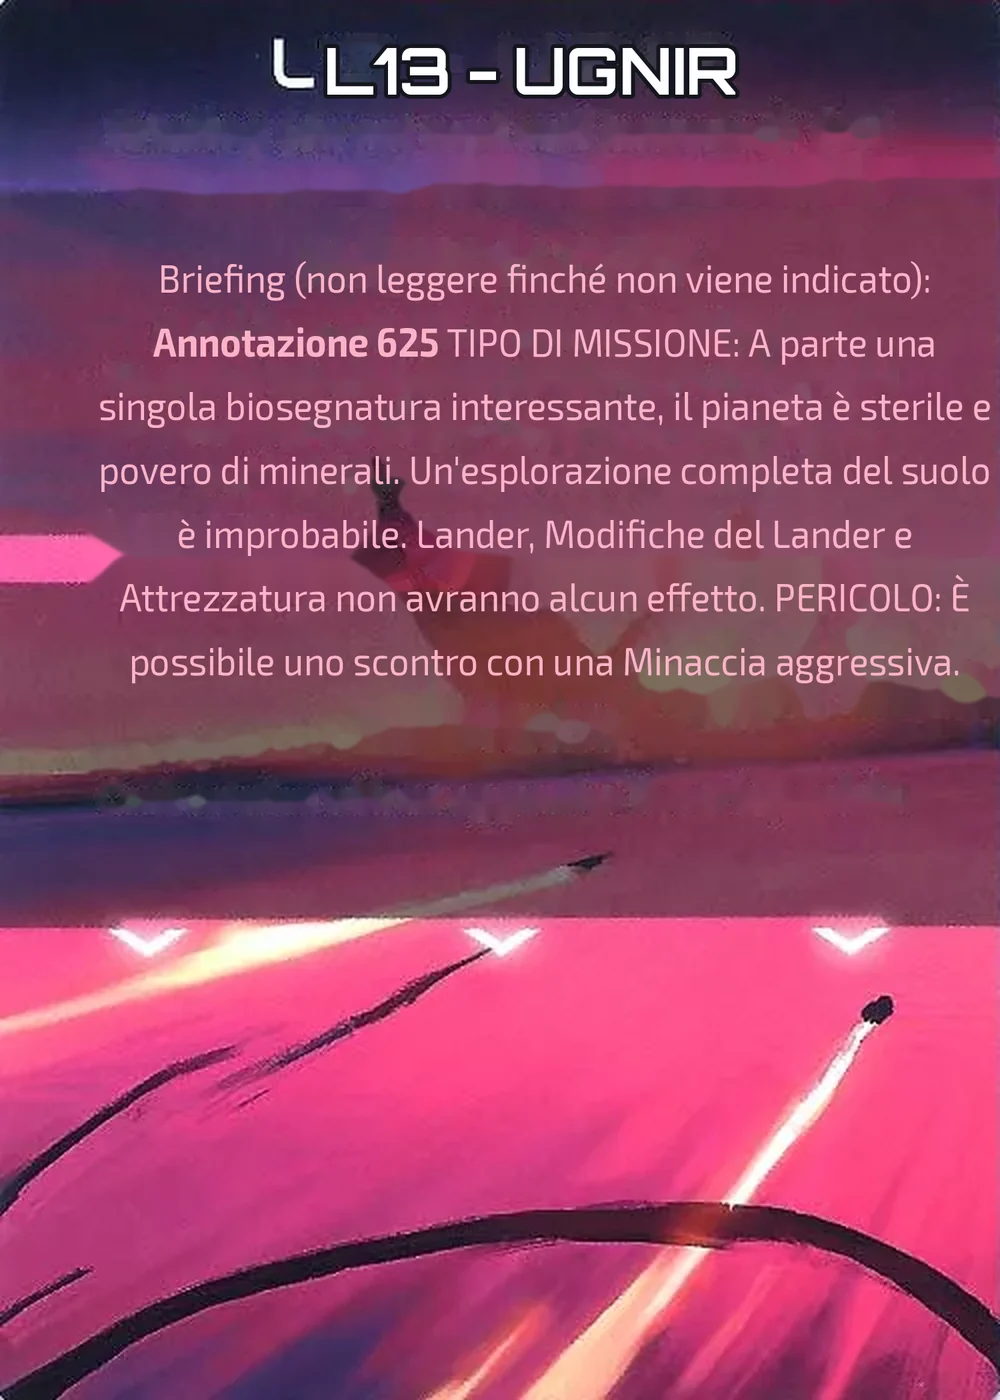 L13 - UGNIR
Briefing (non leggere finché non viene indicato):
Annotazione 625 TIPO DI MISSIONE: A parte una
singola biosegnatura interessante, il pianeta è sterile e
povero di minerali. Un'esplorazione completa del suolo
è improbabile. Lander, Modifiche del Lander e
Attrezzatura non avranno alcun effetto. PERICOLO: È
possibile uno scontro con una Minaccia aggressiva.